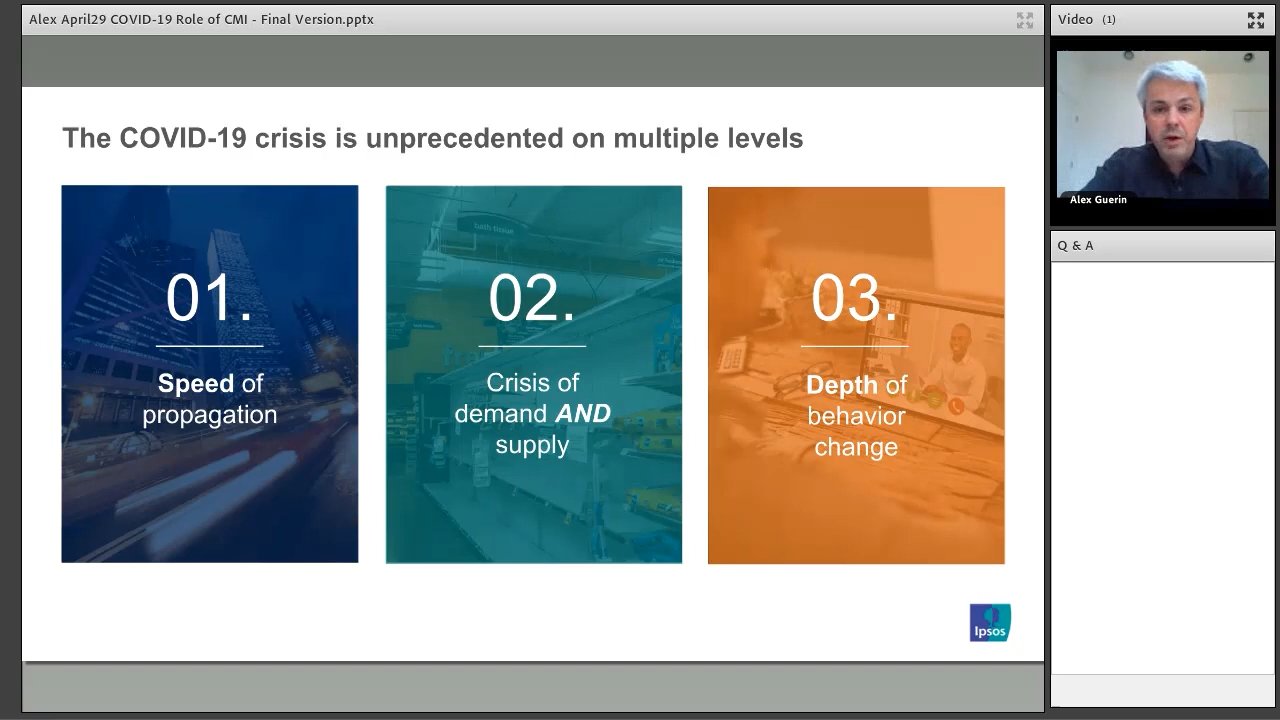 Alex April29 COVID-19 Role of CMI - Final Version.pptx
Video (1)
The COVID-19 crisis is unprecedented on multiple levels
Alex Guerin
Q & A
bath tissue
01.
Speed of
propagation
02.
Crisis of
demand AND
supply
03.
Depth of
behavior
change
Ipsos